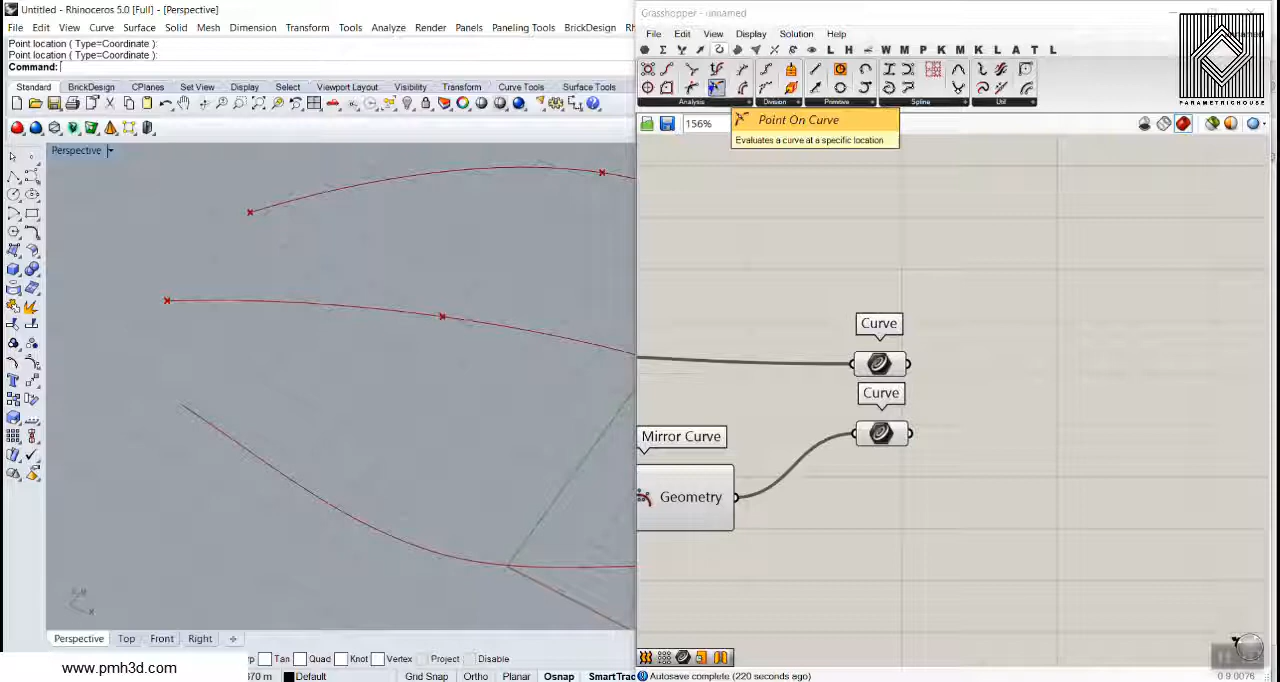 Untitled - Rhinoceros 5.0 [Full] - [Perspective]
File Edit View Curve Surface Solid Mesh Dimension Transform Tools Analyze Render Panels Paneling Tools BrickDesign
Point location ( Type=Coordinate ):
Point location ( Type=Coordinate ):
Command:
Standard BrickDesign CPlanes Set View Display Select Viewport Layout Visibility Transform Curve Tools Surface Tools
Perspective
Perspective Top Front Right
Tan Quad Knot Vertex Project Disable
www.pmh3d.com
Default Grid Snap Ortho Planar Osnap SmartTrac
Grasshopper - unnamed
File Edit View Display Solution Help
L H W M P K M K L A T L
Analysis Division Primitive Spline Util
PARAMETRICHOUSE
156%
Point On Curve
Evaluates a curve at a specific location
Curve
Curve
Mirror Curve
Geometry
Autosave complete (220 seconds ago)
0.9.0076